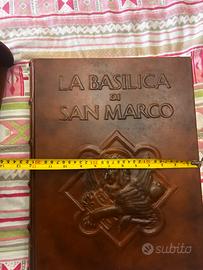 LA BASILICA
DI
SAN MARCO
subito